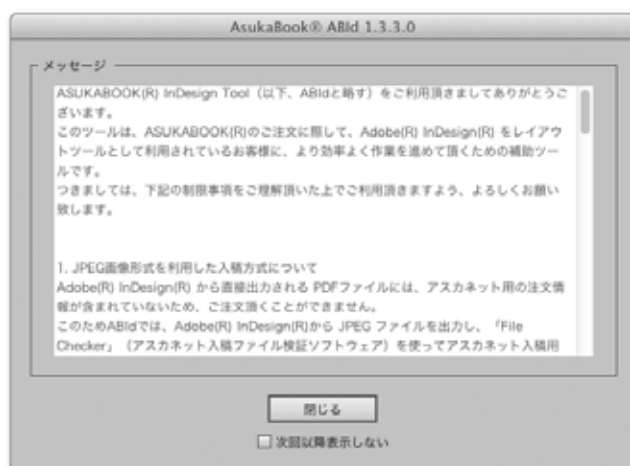 AsukaBook® ABId 1.3.3.0
メッセージ
ASUKABOOK(R) InDesign Tool（以下、ABIdと略す）をご利用頂きましてありがとうご
ざいます。
このツールは、ASUKABOOK(R)のご注文に際して、Adobe(R) InDesign(R) をレイアウ
トツールとして利用されているお客様に、より効率よく作業を進めて頂くための補助ツー
ルです。
つきましては、下記の制限事項をご理解頂いた上でご利用頂きますよう、よろしくお願い
致します。
1. JPEG画像形式を利用した入稿方式について
Adobe(R) InDesign(R) から直接出力される PDFファイルには、アスカネット用の注文情
報が含まれていないため、ご注文頂くことができません。
このためABIdでは、Adobe(R) InDesign(R)から JPEG ファイルを出力し、「File
Checker」（アスカネット入稿ファイル検証ソフトウェア）を使ってアスカネット入稿用
閉じる
次回以降表示しない